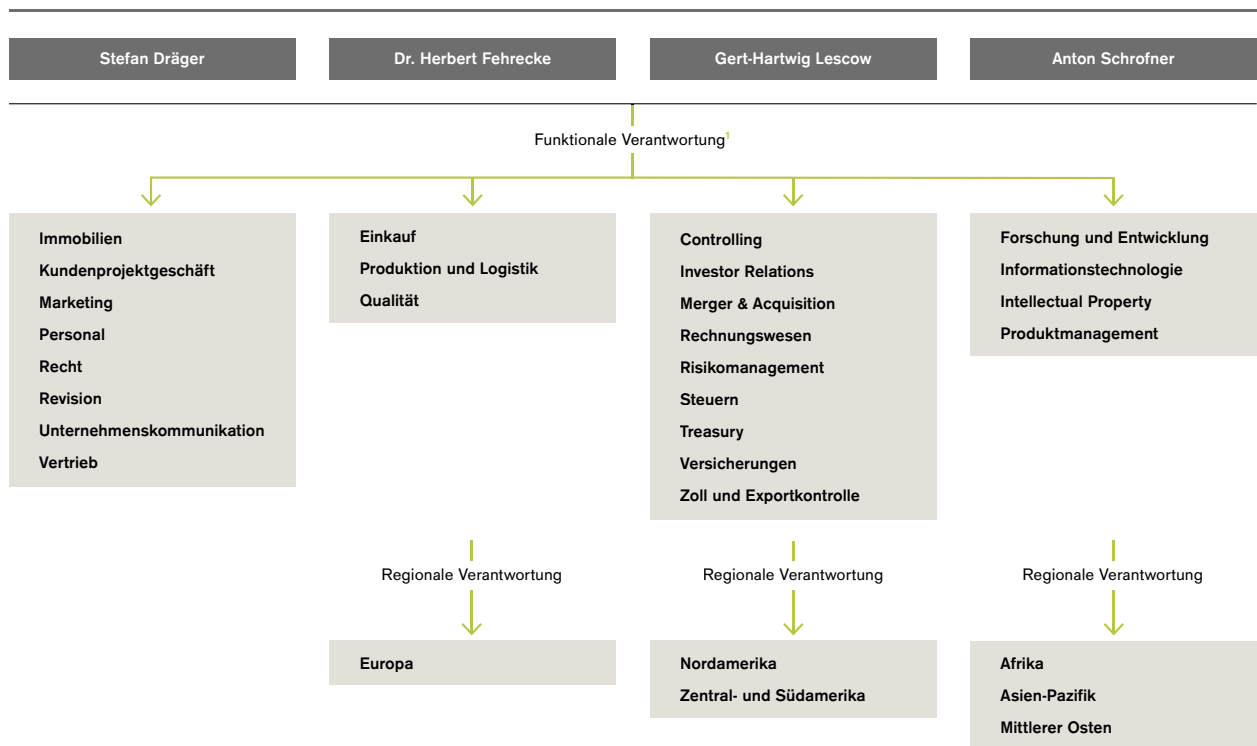 Stefan Dräger
Dr. Herbert Fehrecke
Gert-Hartwig Lescow
Anton Schrofner
Funktionale Verantwortung¹
Immobilien
Kundenprojektgeschäft
Marketing
Personal
Recht
Revision
Unternehmenskommunikation
Vertrieb
Einkauf
Produktion und Logistik
Qualität
Controlling
Investor Relations
Merger & Acquisition
Rechnungswesen
Risikomanagement
Steuern
Treasury
Versicherungen
Zoll und Exportkontrolle
Forschung und Entwicklung
Informationstechnologie
Intellectual Property
Produktmanagement
Regionale Verantwortung
Regionale Verantwortung
Regionale Verantwortung
Europa
Nordamerika
Zentral- und Südamerika
Afrika
Asien-Pazifik
Mittlerer Osten